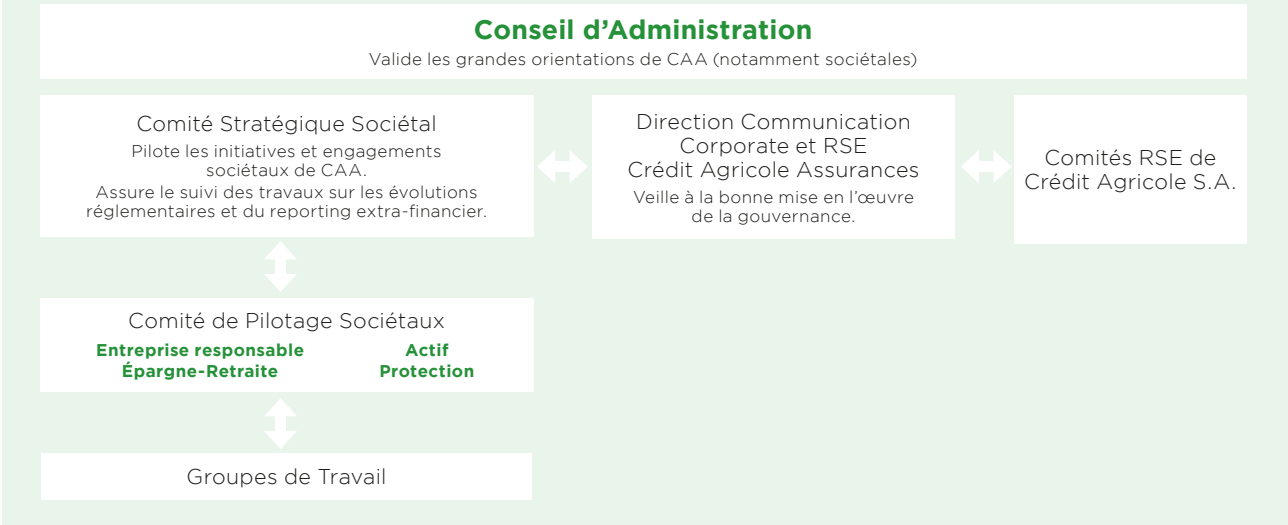 Conseil d'Administration
Valide les grandes orientations de CAA (notamment sociétales)
Comité Stratégique Sociétal
Pilote les initiatives et engagements
sociétaux de CAA.
Assure le suivi des travaux sur les évolutions
réglementaires et du reporting extra-financier.
Direction Communication
Corporate et RSE
Crédit Agricole Assurances
Veille à la bonne mise en l'œuvre
de la gouvernance.
Comités RSE de
Crédit Agricole S.A.
Comité de Pilotage Sociétaux
Entreprise responsable
Épargne-Retraite
Actif
Protection
Groupes de Travail